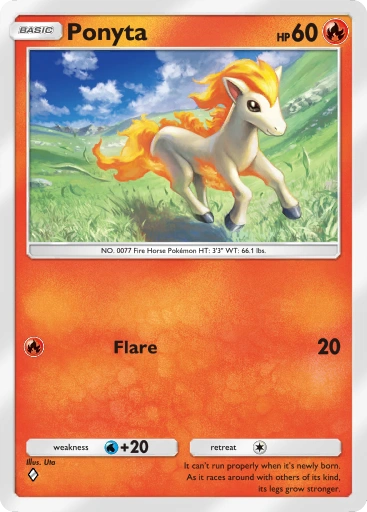 BASIC Ponyta HP 60
NO. 0077 Fire Horse Pokémon HT: 3'3" WT: 66.1 lbs.
Flare 20
weakness +20 retreat
Illus. Uta
It can't run properly when it's newly born.
As it races around with others of its kind,
its legs grow stronger.